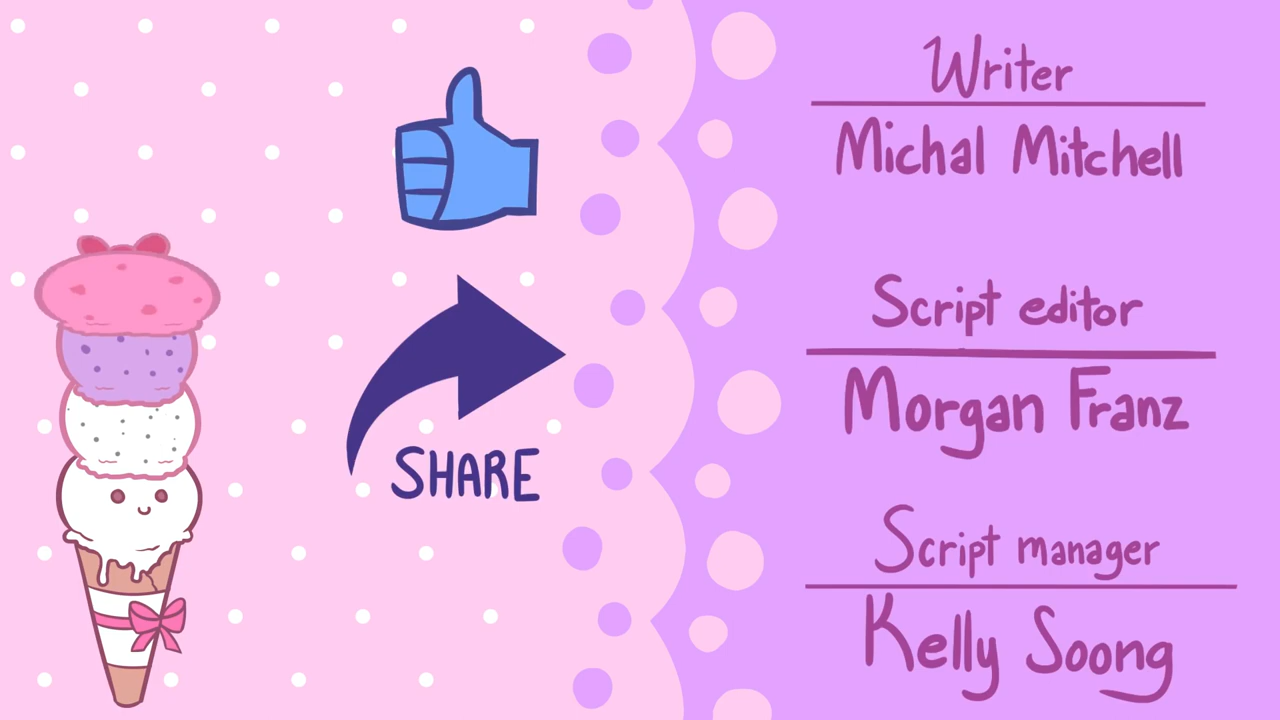 SHARE
Writer
Michal Mitchell
Script editor
Morgan Franz
Script manager
Kelly Soong